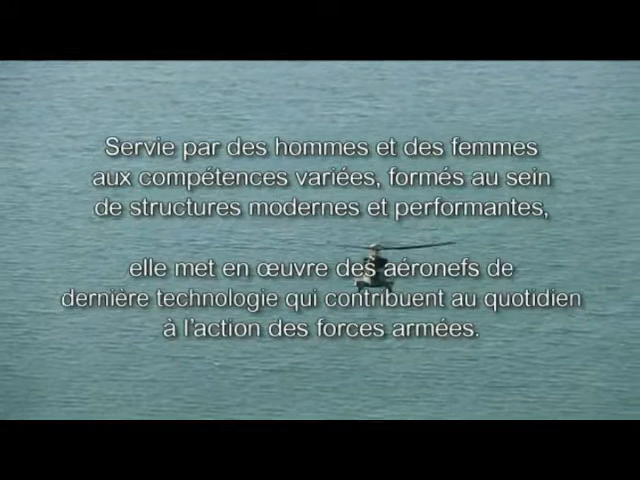 Servie par des hommes et des femmes
aux compétences variées, formés au sein
de structures modernes et performantes,
elle met en œuvre des aéronefs de
dernière technologie qui contribuent au quotidien
à l'action des forces armées.